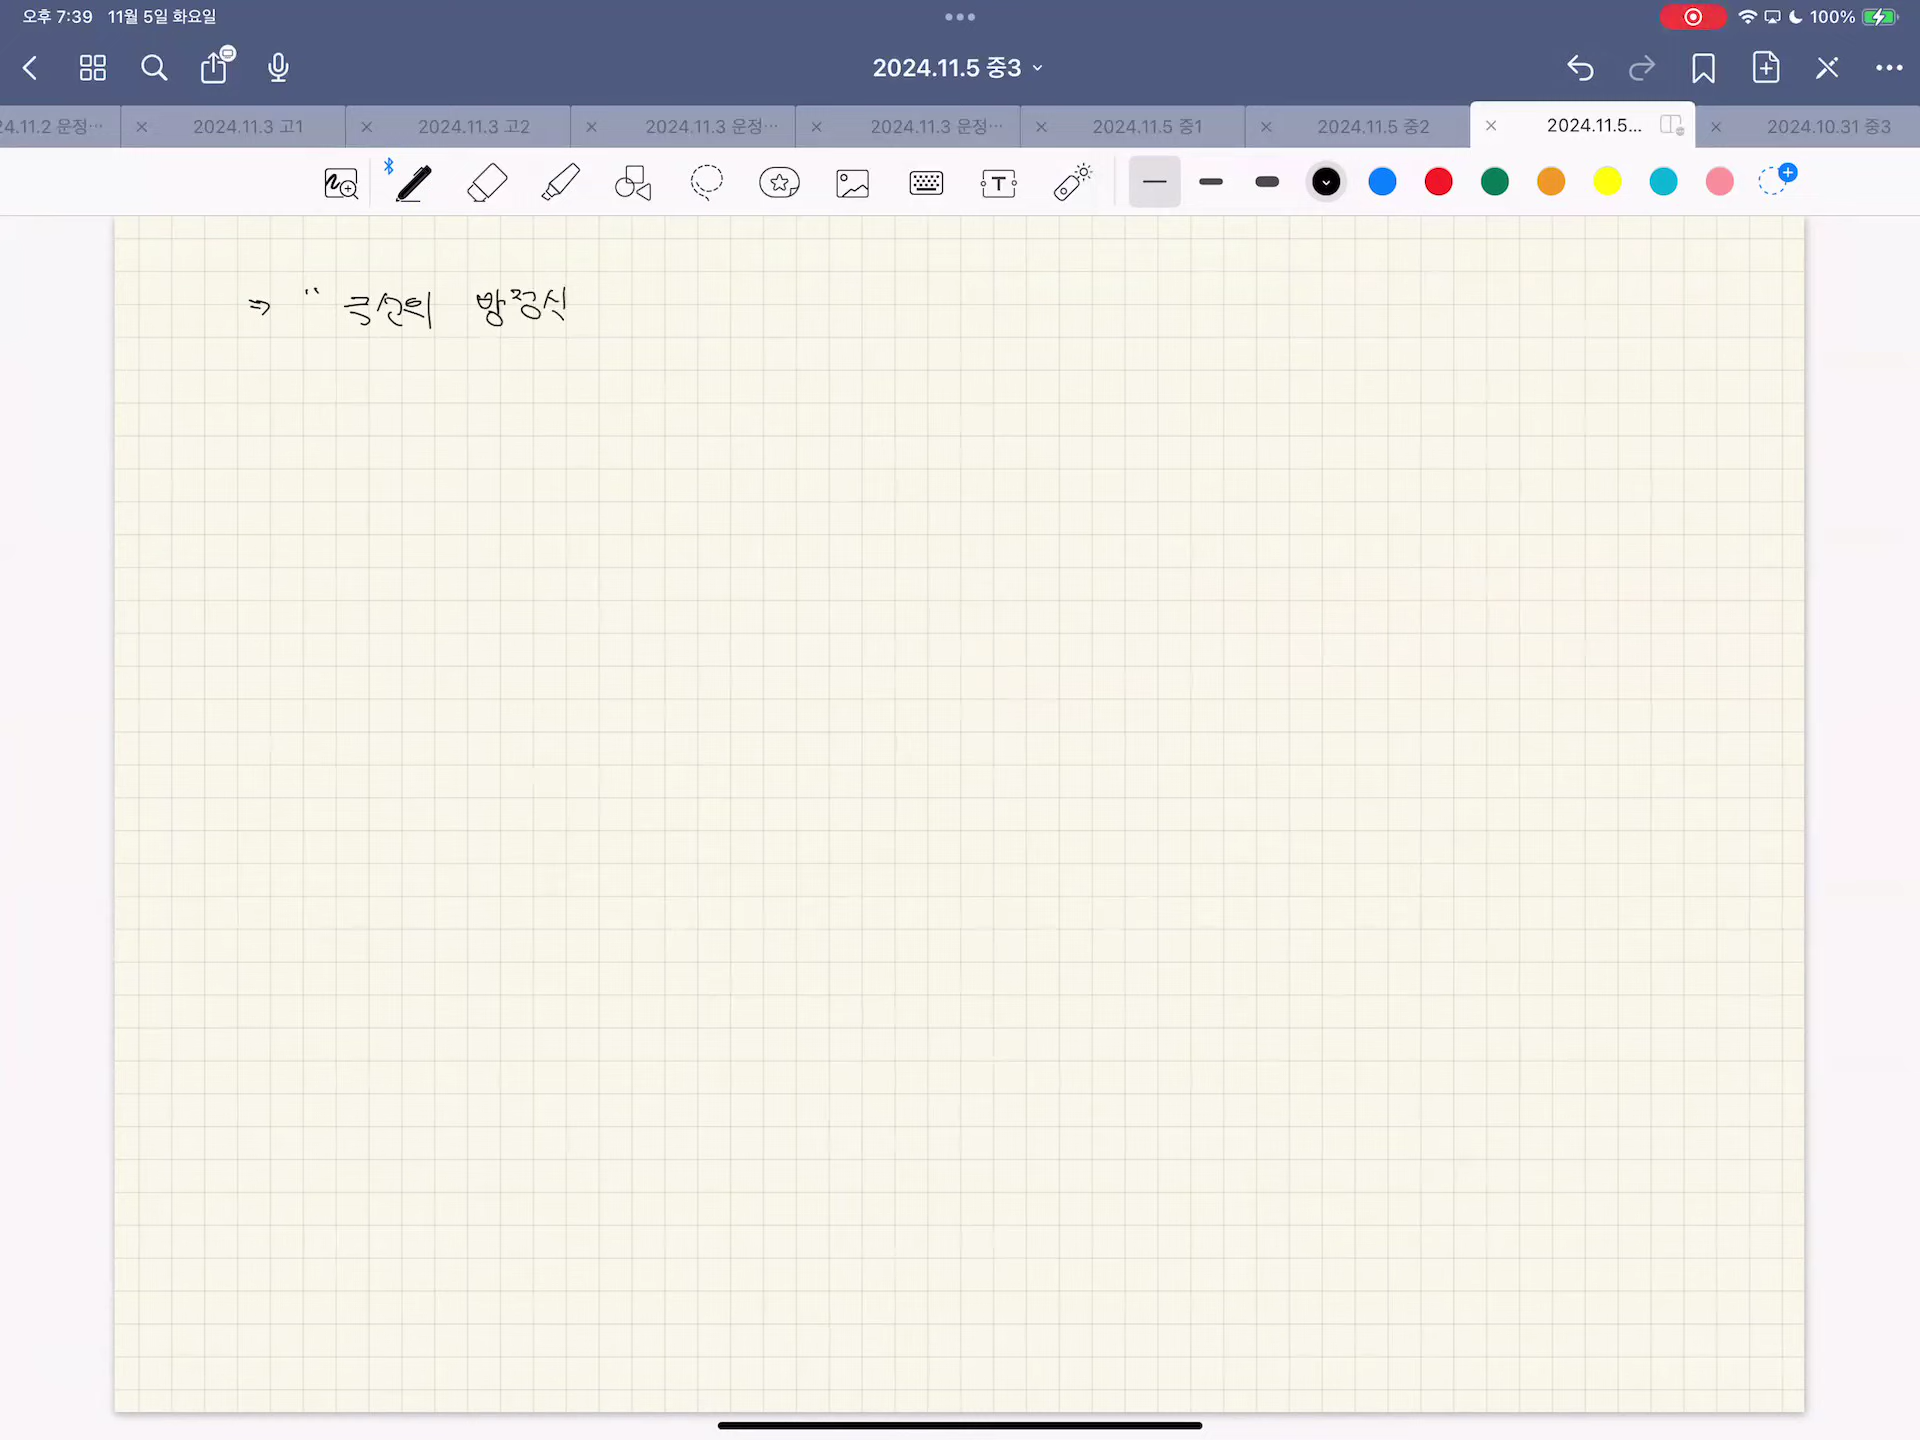 오후 7:39 11월 5일 화요일
100%
2024.11.5 중3
24.11.2 운정…
2024.11.3 고1
2024.11.3 고2
2024.11.3 운정…
2024.11.3 운정…
2024.11.5 중1
2024.11.5 중2
2024.11.5...
2024.10.31 중3
⇒ " 곡선의 방정식